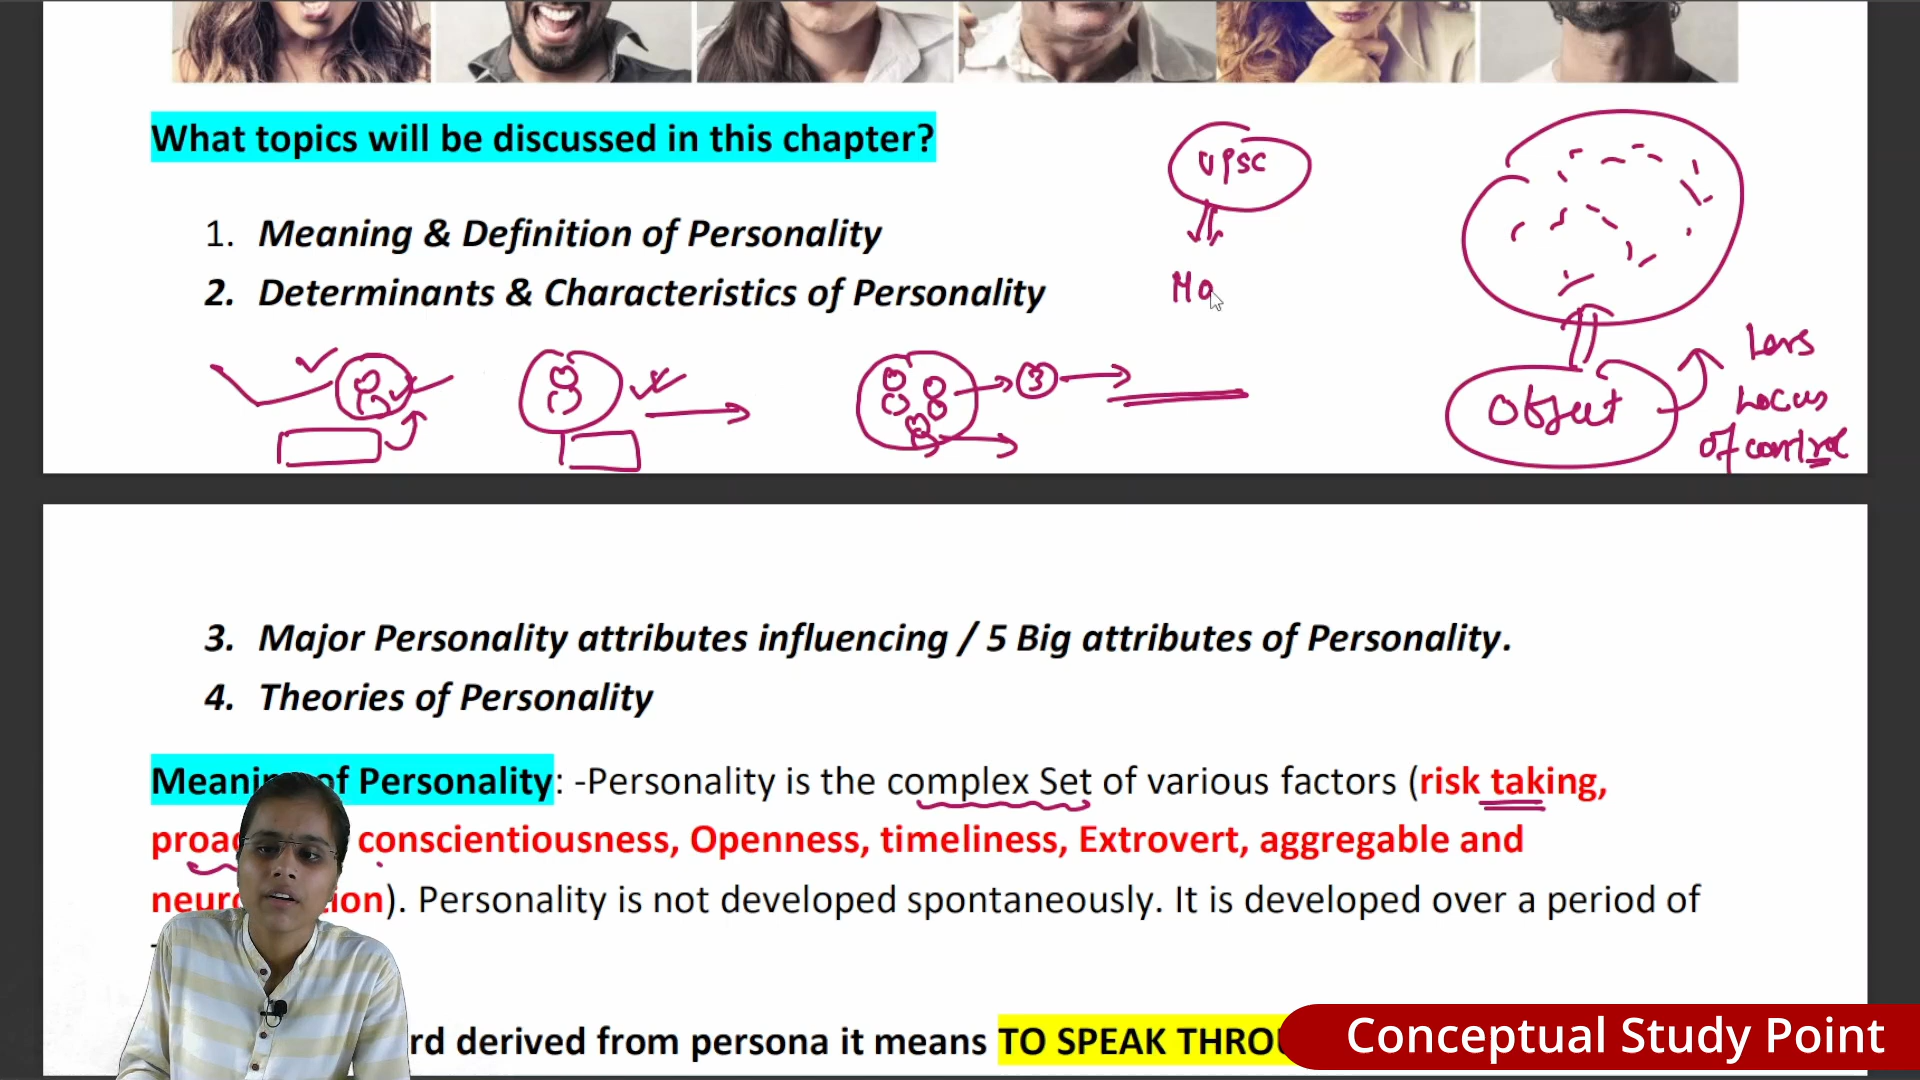 What topics will be discussed in this chapter?
UPSC
1. Meaning & Definition of Personality
2. Determinants & Characteristics of Personality
Ma
3
Object
Locus
of control
3. Major Personality attributes influencing / 5 Big attributes of Personality.
4. Theories of Personality
Meaning of Personality: -Personality is the complex Set of various factors (risk taking,
conscientiousness, Openness, timeliness, Extrovert, aggregable and
). Personality is not developed spontaneously. It is developed over a period of
derived from persona it means TO SPEAK
Conceptual Study Point